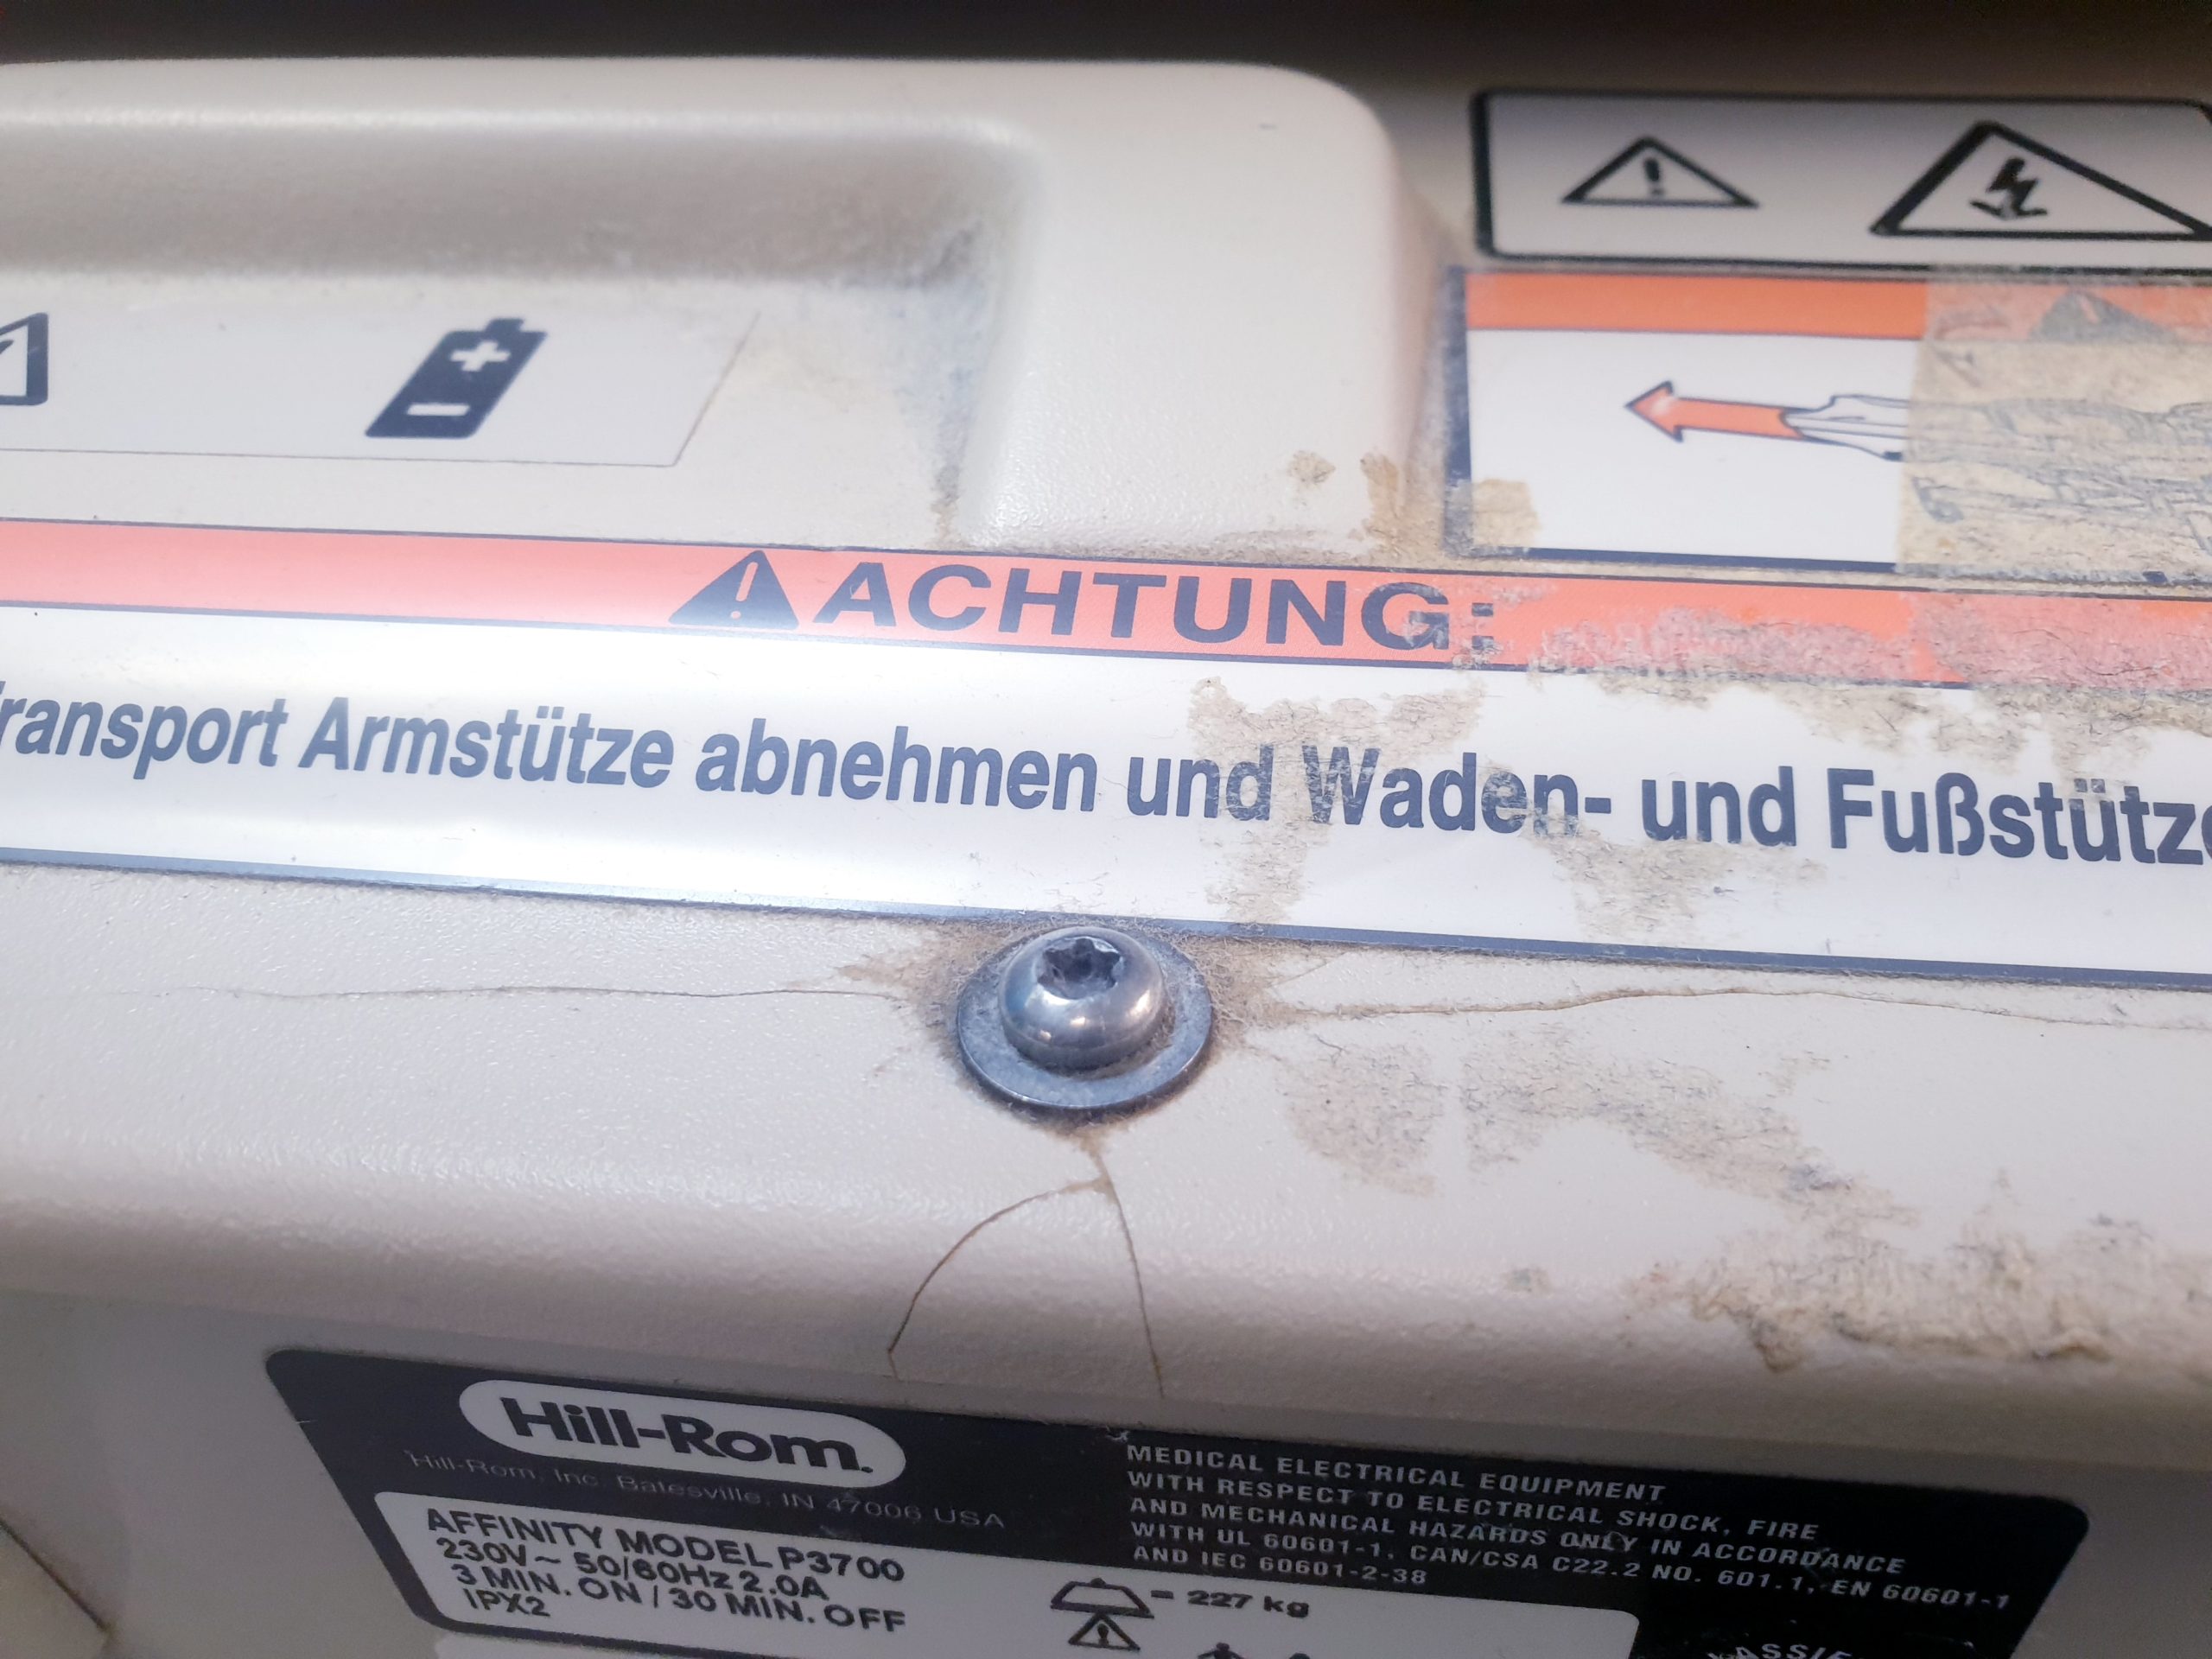 ACHTUNG:
Transport Armstütze abnehmen und Waden- und Fußstütze
Hill-Rom.
Hill-Rom, Inc. Batesville, IN 47006 USA
AFFINITY MODEL P3700
230V~ 50/60Hz 2.0A
3 MIN. ON / 30 MIN. OFF
IPX2
= 227 kg
MEDICAL ELECTRICAL EQUIPMENT
WITH RESPECT TO ELECTRICAL SHOCK, FIRE
AND MECHANICAL HAZARDS ONLY IN ACCORDANCE
WITH UL 60601-1, CAN/CSA C22.2 NO. 601.1, EN 60601-1
AND IEC 60601-2-38